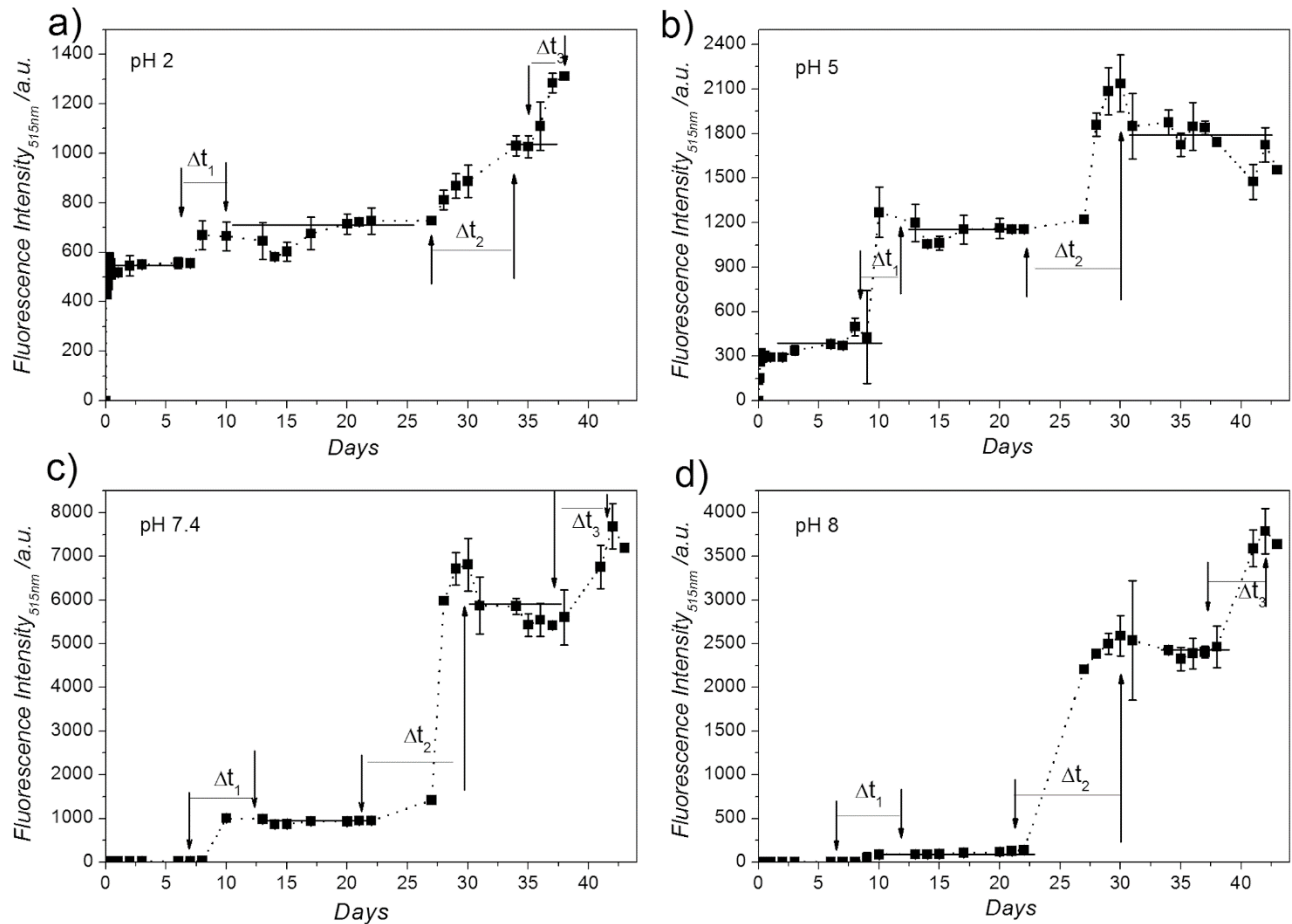 a)
pH 2
Δt₁
Δt₂
Δt₃
Fluorescence Intensity₅₁₅ₙₘ /a.u.
1400
1200
1000
800
600
400
200
0
0 5 10 15 20 25 30 35 40
Days
b)
pH 5
Δt₁
Δt₂
Fluorescence Intensity₅₁₅ₙₘ /a.u.
2400
2100
1800
1500
1200
900
600
300
0
0 5 10 15 20 25 30 35 40
Days
c)
pH 7.4
Δt₁
Δt₂
Δt₃
Fluorescence Intensity₅₁₅ₙₘ /a.u.
8000
7000
6000
5000
4000
3000
2000
1000
0
0 5 10 15 20 25 30 35 40
Days
d)
pH 8
Δt₁
Δt₂
Δt₃
Fluorescence Intensity₅₁₅ₙₘ /a.u.
4000
3500
3000
2500
2000
1500
1000
500
0
0 5 10 15 20 25 30 35 40
Days